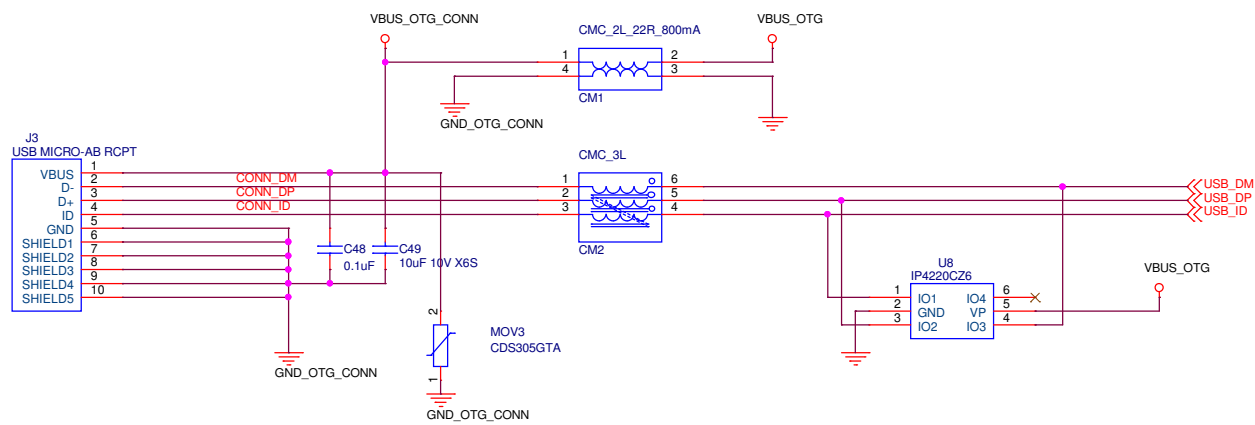 VBUS_OTG_CONN
CMC_2L_22R_800mA
VBUS_OTG
1
2
4
3
CM1
GND_OTG_CONN
J3
USB MICRO-AB RCPT
CMC_3L
VBUS 1
D- 2 CONN_DM 1 6 USB_DM
D+ 3 CONN_DP 2 5 USB_DP
ID 4 CONN_ID 3 4 USB_ID
GND 5
SHIELD1 6
SHIELD2 7
SHIELD3 8
SHIELD4 9
SHIELD5 10
C48
0.1uF
C49
10uF 10V X6S
CM2
U8
IP4220CZ6
VBUS_OTG
1 IO1 IO4 6
2 GND VP 5
3 IO2 IO3 4
2
MOV3
CDS305GTA
1
GND_OTG_CONN
GND_OTG_CONN